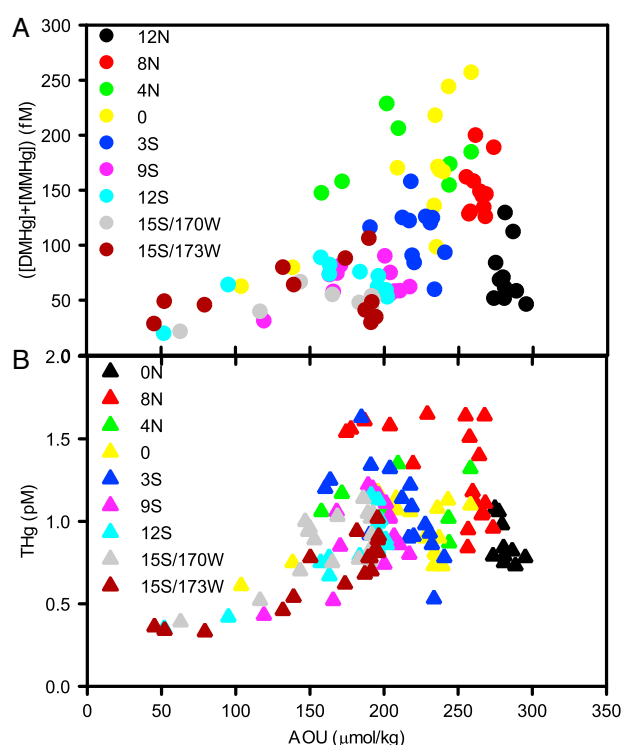 A
300
250
200
150
100
50
([DMHg]+[MMHg]) (fM)
12N
8N
4N
0
3S
9S
12S
15S/170W
15S/173W
B
2.0
1.5
1.0
0.5
0.0
THg (pM)
0N
8N
4N
0
3S
9S
12S
15S/170W
15S/173W
0 50 100 150 200 250 300 350
AOU (μmol/kg)